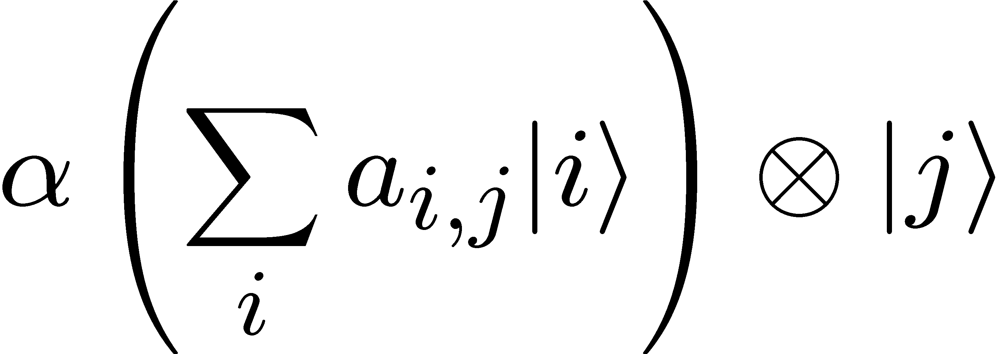 α ( ∑_i a_{i,j} |i⟩ ) ⊗ |j⟩